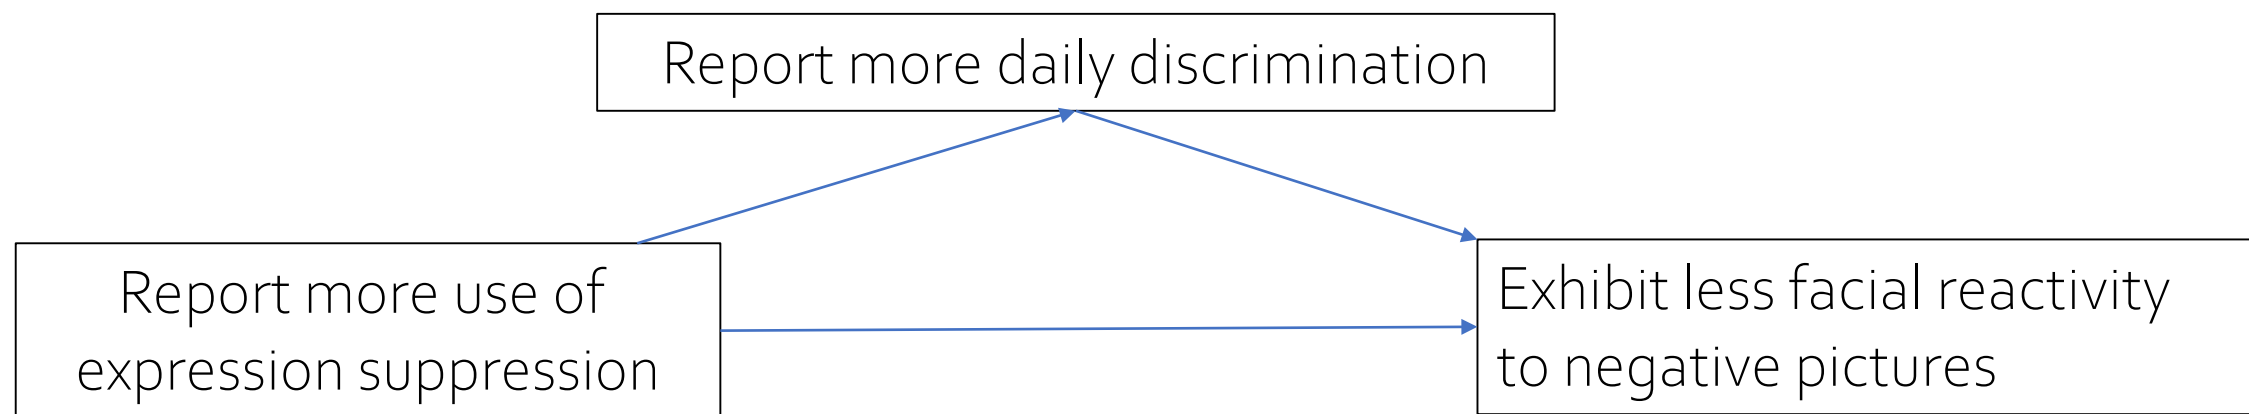 Report more daily discrimination
Report more use of
expression suppression
Exhibit less facial reactivity
to negative pictures